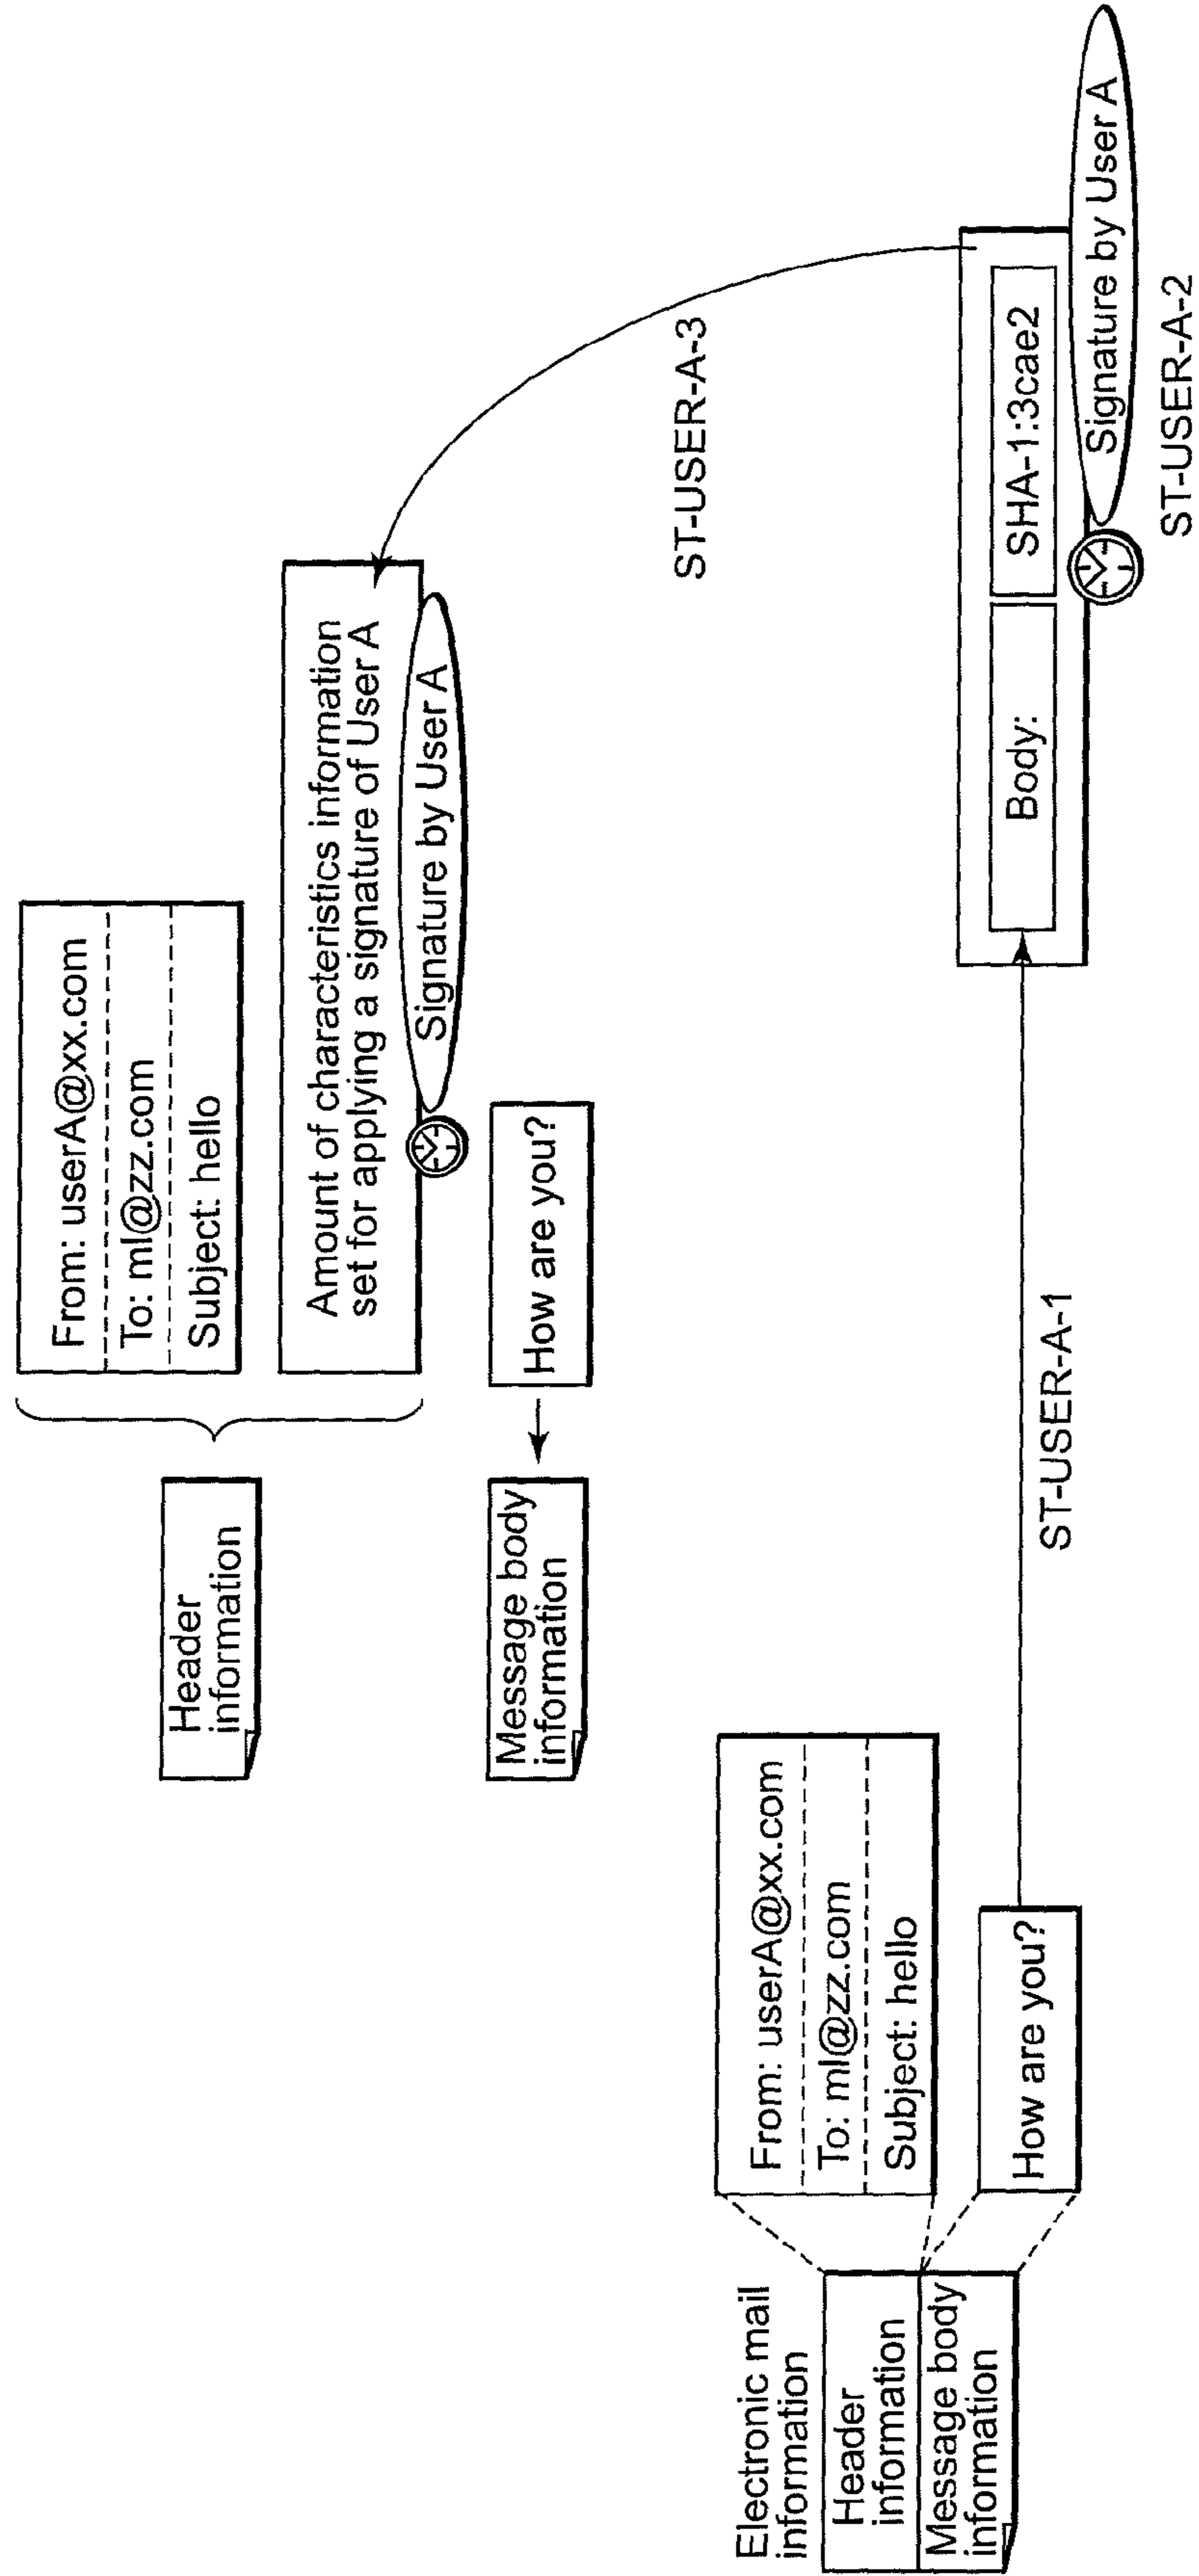 Header
information
From: userA@xx.com
To: ml@zz.com
Subject: hello
Amount of characteristics information
set for applying a signature of User A
Signature by User A
Message body
information
How are you?
ST-USER-A-3
Electronic mail
information
Header
information
Message body
information
From: userA@xx.com
To: ml@zz.com
Subject: hello
How are you?
ST-USER-A-1
Body:
SHA-1:3cae2
Signature by User A
ST-USER-A-2